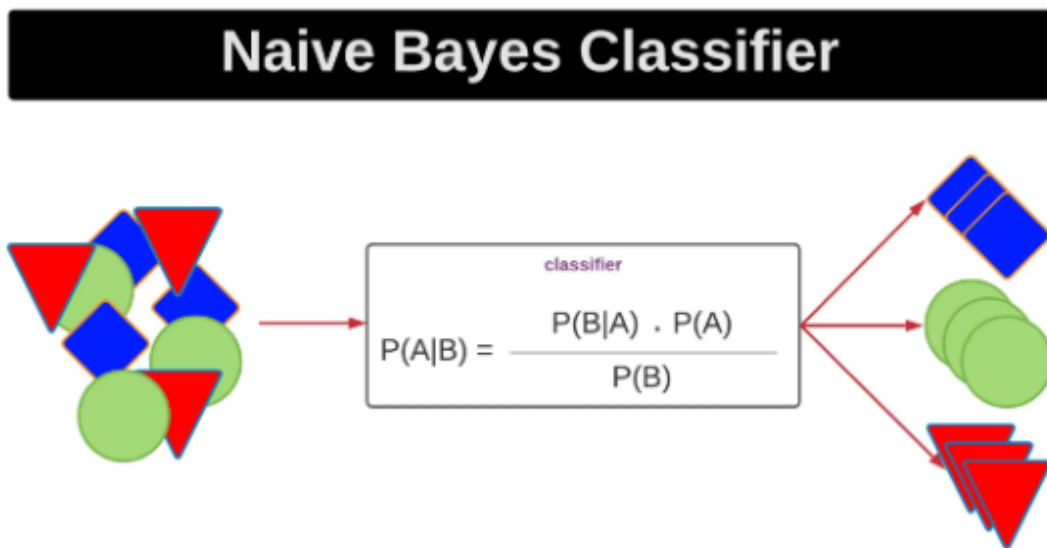 Naive Bayes Classifier
classifier
P(A|B) =
P(B|A) . P(A)
P(B)